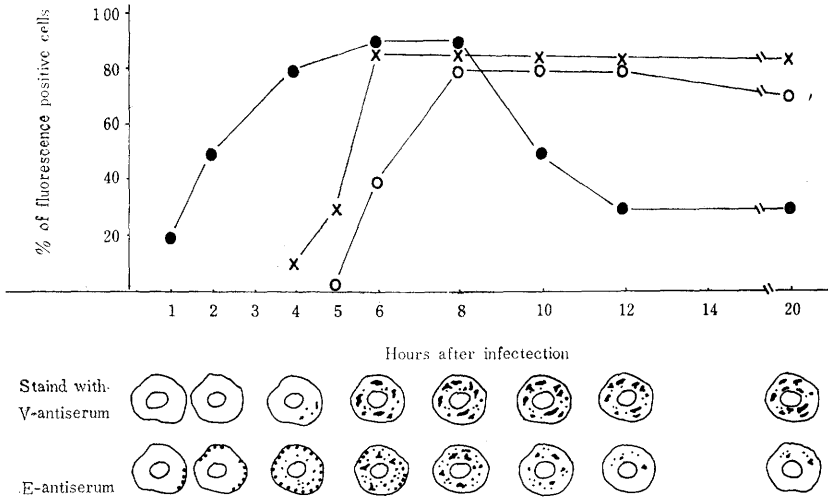 % of fluorescence positive cells
100
80
60
40
20
1 2 3 4 5 6 8 10 12 14 20
Hours after infectection
Staind with
V-antiserum
E-antiserum